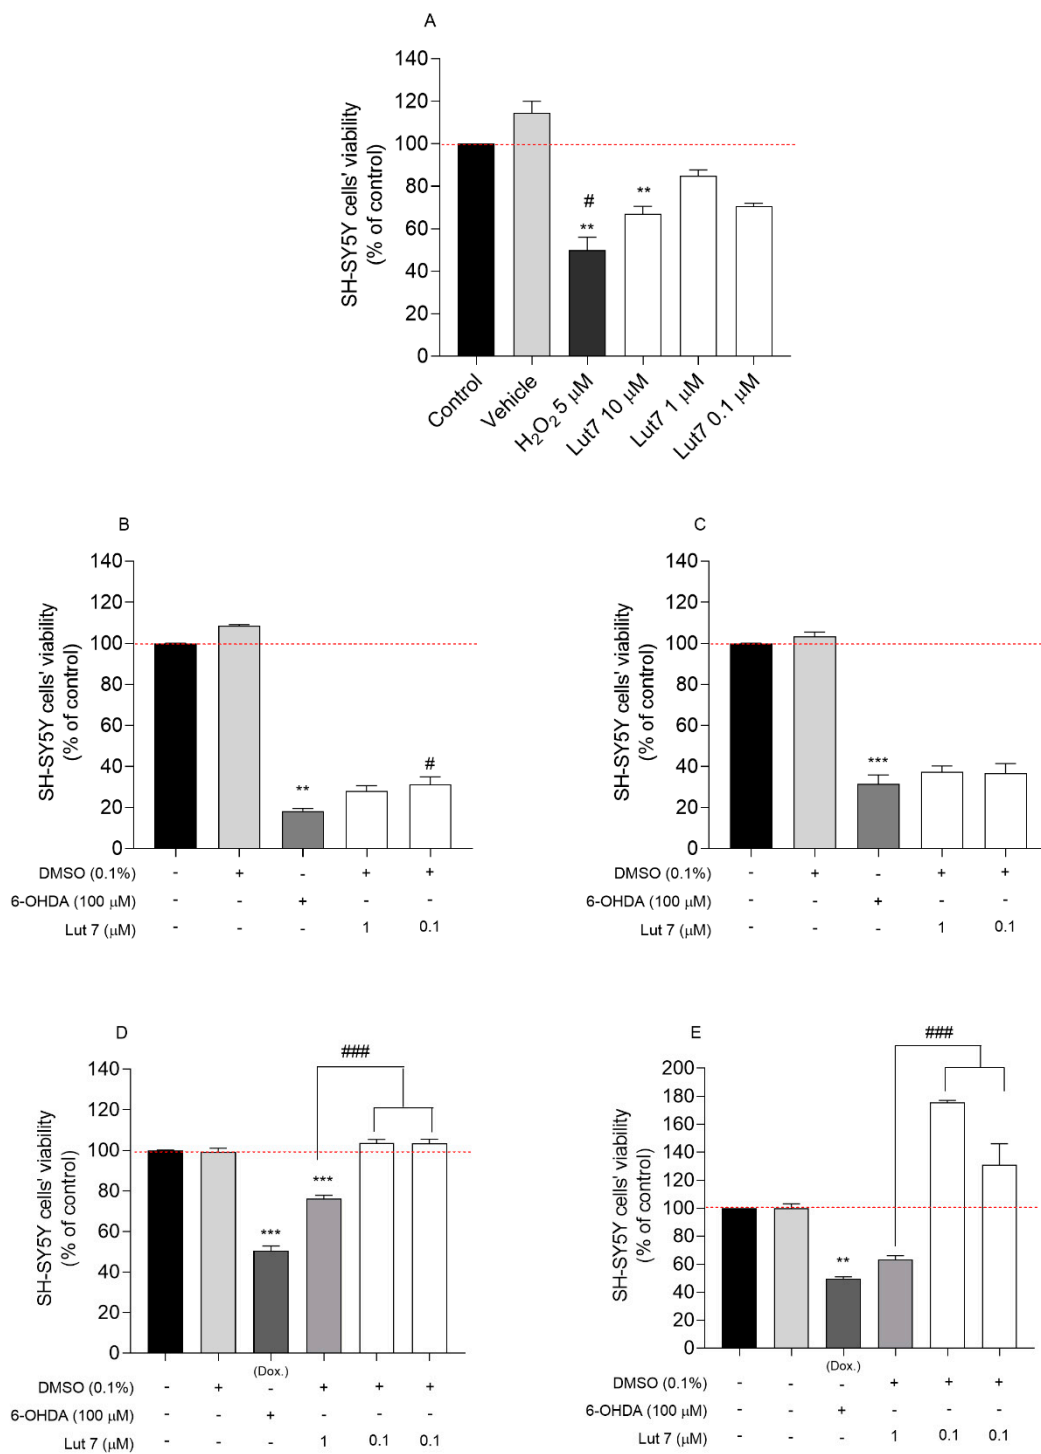 A
SH-SY5Y cells' viability
(% of control)
140
120
100
80
60
40
20
0
#
**
**
Control
Vehicle
H₂O₂ 5 μM
Lut7 10 μM
Lut7 1 μM
Lut7 0.1 μM
B
SH-SY5Y cells' viability
(% of control)
140
120
100
80
60
40
20
0
**
#
DMSO (0.1%) - + - + +
6-OHDA (100 μM) - - + - -
Lut 7 (μM) - - - 1 0.1
C
SH-SY5Y cells' viability
(% of control)
140
120
100
80
60
40
20
0
***
DMSO (0.1%) - + - + +
6-OHDA (100 μM) - - + - -
Lut 7 (μM) - - - 1 0.1
D
SH-SY5Y cells' viability
(% of control)
140
120
100
80
60
40
20
0
###
***
***
(Dox.)
DMSO (0.1%) - + - + + +
6-OHDA (100 μM) - - + - - -
Lut 7 (μM) - - - 1 0.1 0.1
E
SH-SY5Y cells' viability
(% of control)
200
180
160
140
120
100
80
60
40
20
0
###
**
(Dox.)
DMSO (0.1%) - - - + + +
6-OHDA (100 μM) - - + - - -
Lut 7 (μM) - - - 1 0.1 0.1